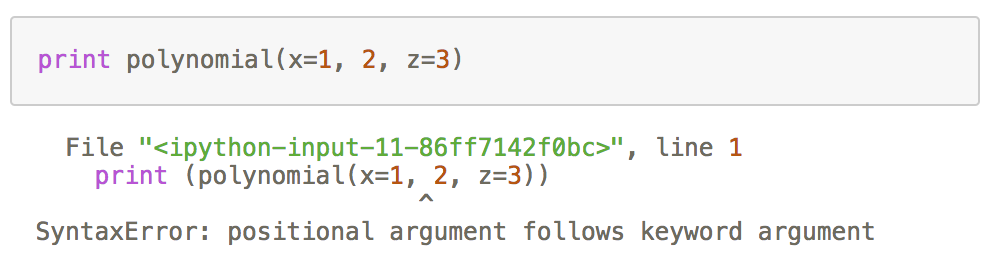 print polynomial(x=1, 2, z=3)
File "<ipython-input-11-86ff7142f0bc>", line 1
print (polynomial(x=1, 2, z=3))
^
SyntaxError: positional argument follows keyword argument